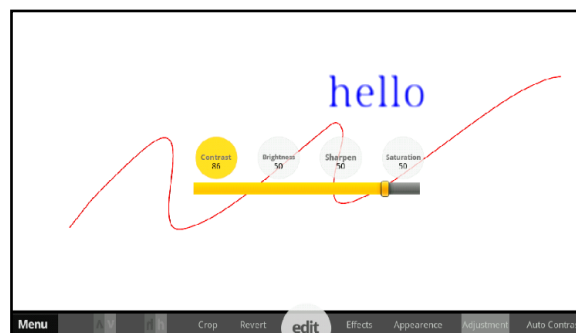 hello
Contrast Brightness Sharpen Saturation
86 50 50 50
Menu A V d h Crop Revert edit Effects Appearence Adjustment Auto Contra